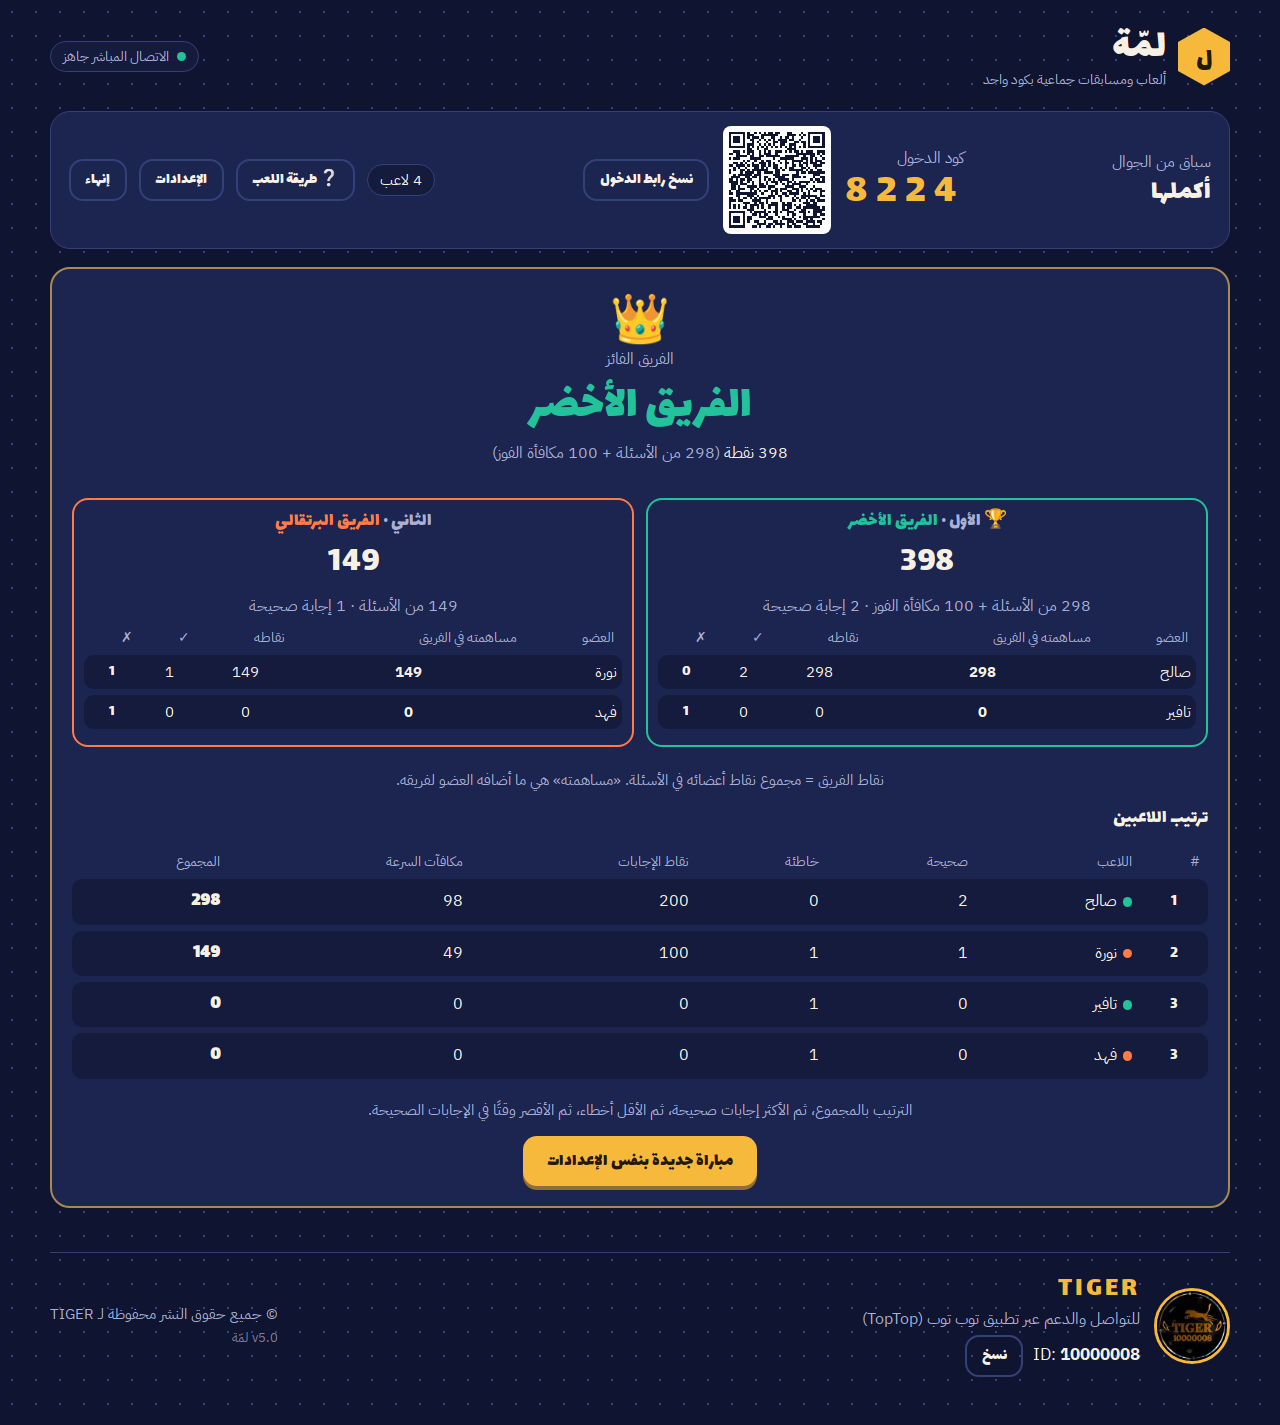 ل
لمّة
ألعاب ومسابقات جماعية بكود واحد
الاتصال المباشر جاهز
سباق من الجوال
أكملها
كود الدخول
8224
نسخ رابط الدخول
4 لاعب
❔ طريقة اللعب
الإعدادات
إنهاء
الفريق الفائز
الفريق الأخضر
398 نقطة (298 من الأسئلة + 100 مكافأة الفوز)
🏆 الأول · الفريق الأخضر
398
298 من الأسئلة + 100 مكافأة الفوز · 2 إجابة صحيحة
العضو مساهمته في الفريق نقاطه ✓ ✗
صالح 298 298 2 0
تافير 0 0 0 1
الثاني · الفريق البرتقالي
149
149 من الأسئلة · 1 إجابة صحيحة
العضو مساهمته في الفريق نقاطه ✓ ✗
نورة 149 149 1 1
فهد 0 0 0 1
نقاط الفريق = مجموع نقاط أعضائه في الأسئلة. «مساهمته» هي ما أضافه العضو لفريقه.
ترتيب اللاعبين
# اللاعب صحيحة خاطئة نقاط الإجابات مكافآت السرعة المجموع
1 صالح 2 0 200 98 298
2 نورة 1 1 100 49 149
3 تافير 0 1 0 0 0
3 فهد 0 1 0 0 0
الترتيب بالمجموع، ثم الأكثر إجابات صحيحة، ثم الأقل أخطاء، ثم الأقصر وقتًا في الإجابات الصحيحة.
مباراة جديدة بنفس الإعدادات
TIGER
10000008
TIGER
للتواصل والدعم عبر تطبيق توب توب (TopTop)
ID: 10000008
نسخ
© جميع حقوق النشر محفوظة لـ TIGER
لمّة v5.0